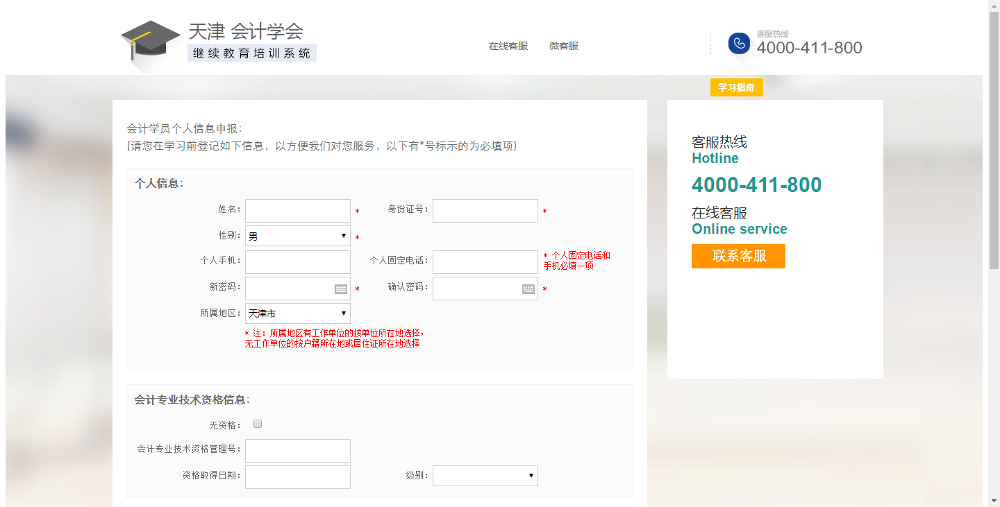 天津 会计学会
继续教育培训系统
在线客服
微客服
客服热线
4000-411-800
学习指南
会计学员个人信息申报：
(请您在学习前登记如下信息，以方便我们对您服务，以下有*号标示的为必填项)
个人信息：
姓名：
*
身份证号：
*
性别：
男
*
个人手机：
个人固定电话：
* 个人固定电话和
手机必填一项
新密码：
*
确认密码：
*
所属地区：
天津市
* 注：所属地区有工作单位的按单位所在地选择，
无工作单位的按户籍所在地或居住证所在地选择
会计专业技术资格信息：
无资格：
会计专业技术资格管理号：
资格取得日期：
级别：
客服热线
Hotline
4000-411-800
在线客服
Online service
联系客服